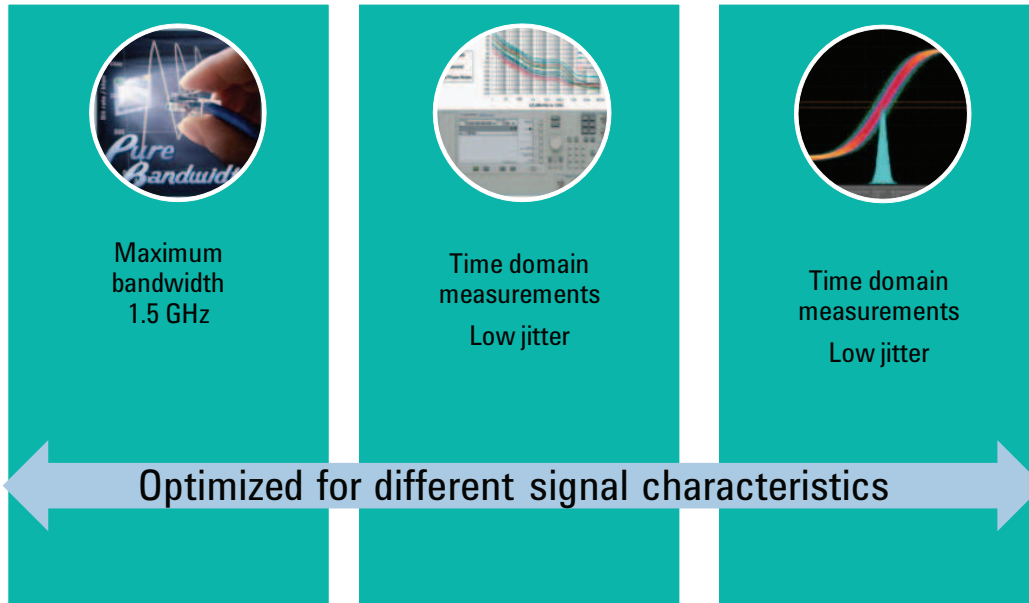 Pure
Bandwidth
Maximum
bandwidth
1.5 GHz
Time domain
measurements
Low jitter
Time domain
measurements
Low jitter
Optimized for different signal characteristics